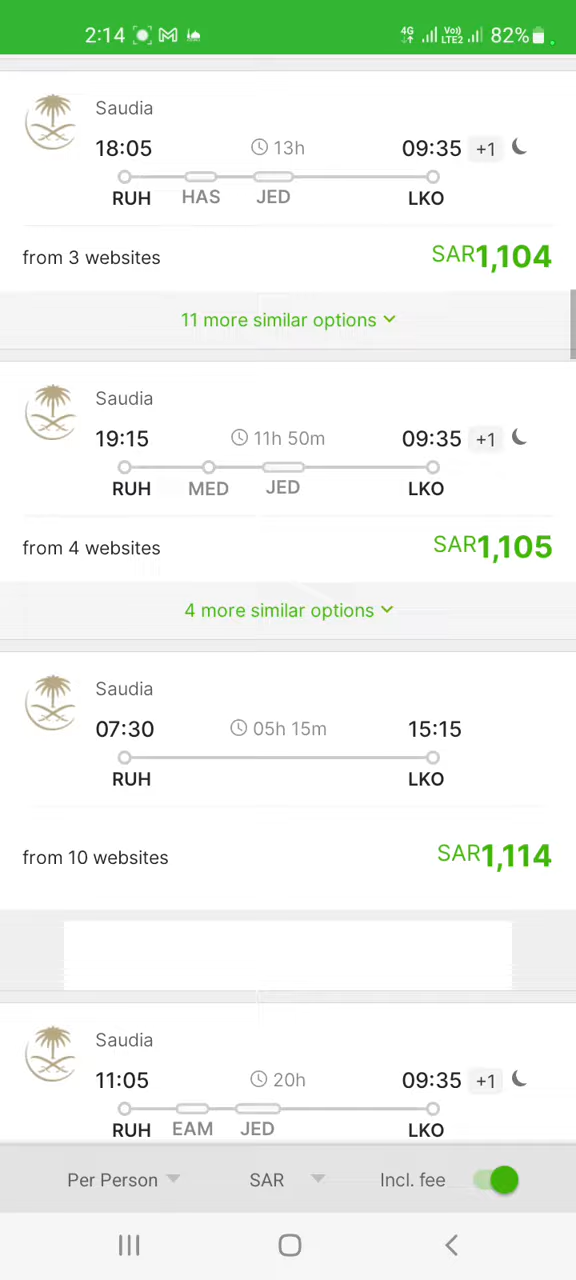 2:14 4G Vo)) LTE2 82%
Saudia
18:05 13h 09:35 +1
RUH HAS JED LKO
from 3 websites SAR1,104
11 more similar options
Saudia
19:15 11h 50m 09:35 +1
RUH MED JED LKO
from 4 websites SAR1,105
4 more similar options
Saudia
07:30 05h 15m 15:15
RUH LKO
from 10 websites SAR1,114
Saudia
11:05 20h 09:35 +1
RUH EAM JED LKO
Per Person SAR Incl. fee